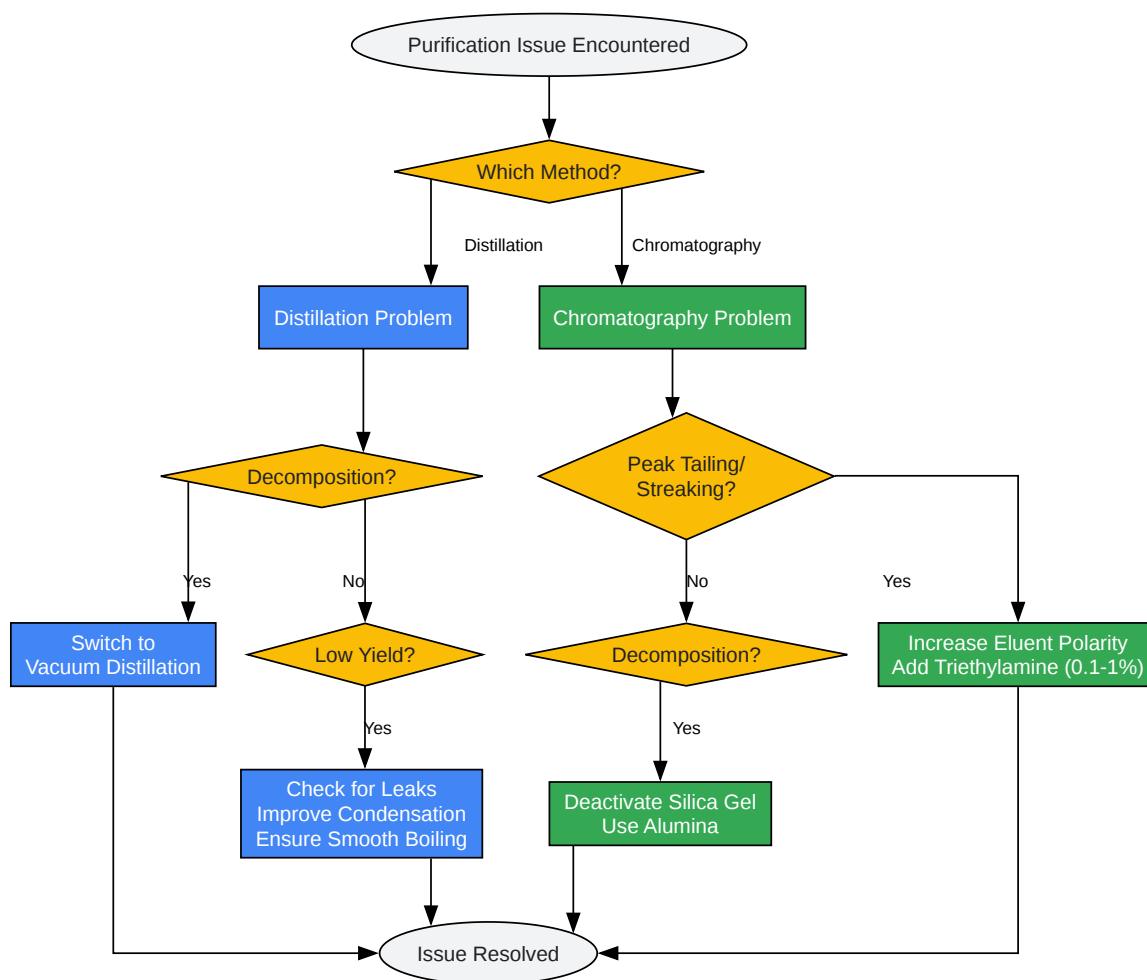 Purification Issue Encountered
Which Method?
Distillation
Chromatography
Distillation Problem
Chromatography Problem
Decomposition?
Peak Tailing/
Streaking?
Yes
No
No
Yes
Switch to
Vacuum Distillation
Low Yield?
Decomposition?
Increase Eluent Polarity
Add Triethylamine (0.1-1%)
Yes
Yes
Check for Leaks
Improve Condensation
Ensure Smooth Boiling
Deactivate Silica Gel
Use Alumina
Issue Resolved